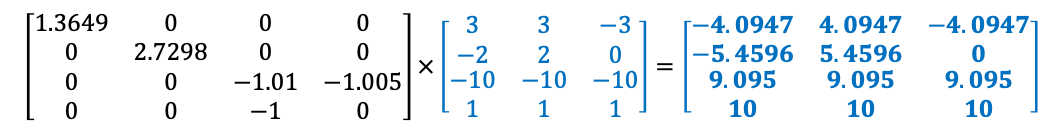 [1.3649 0 0 0] [3 3 −3] [−4.0947 4.0947 −4.0947]
[0 2.7298 0 0] [−2 2 0] [−5.4596 5.4596 0]
[0 0 −1.01 −1.005] × [−10 −10 −10] = [9.095 9.095 9.095]
[0 0 −1 0] [1 1 1] [10 10 10]